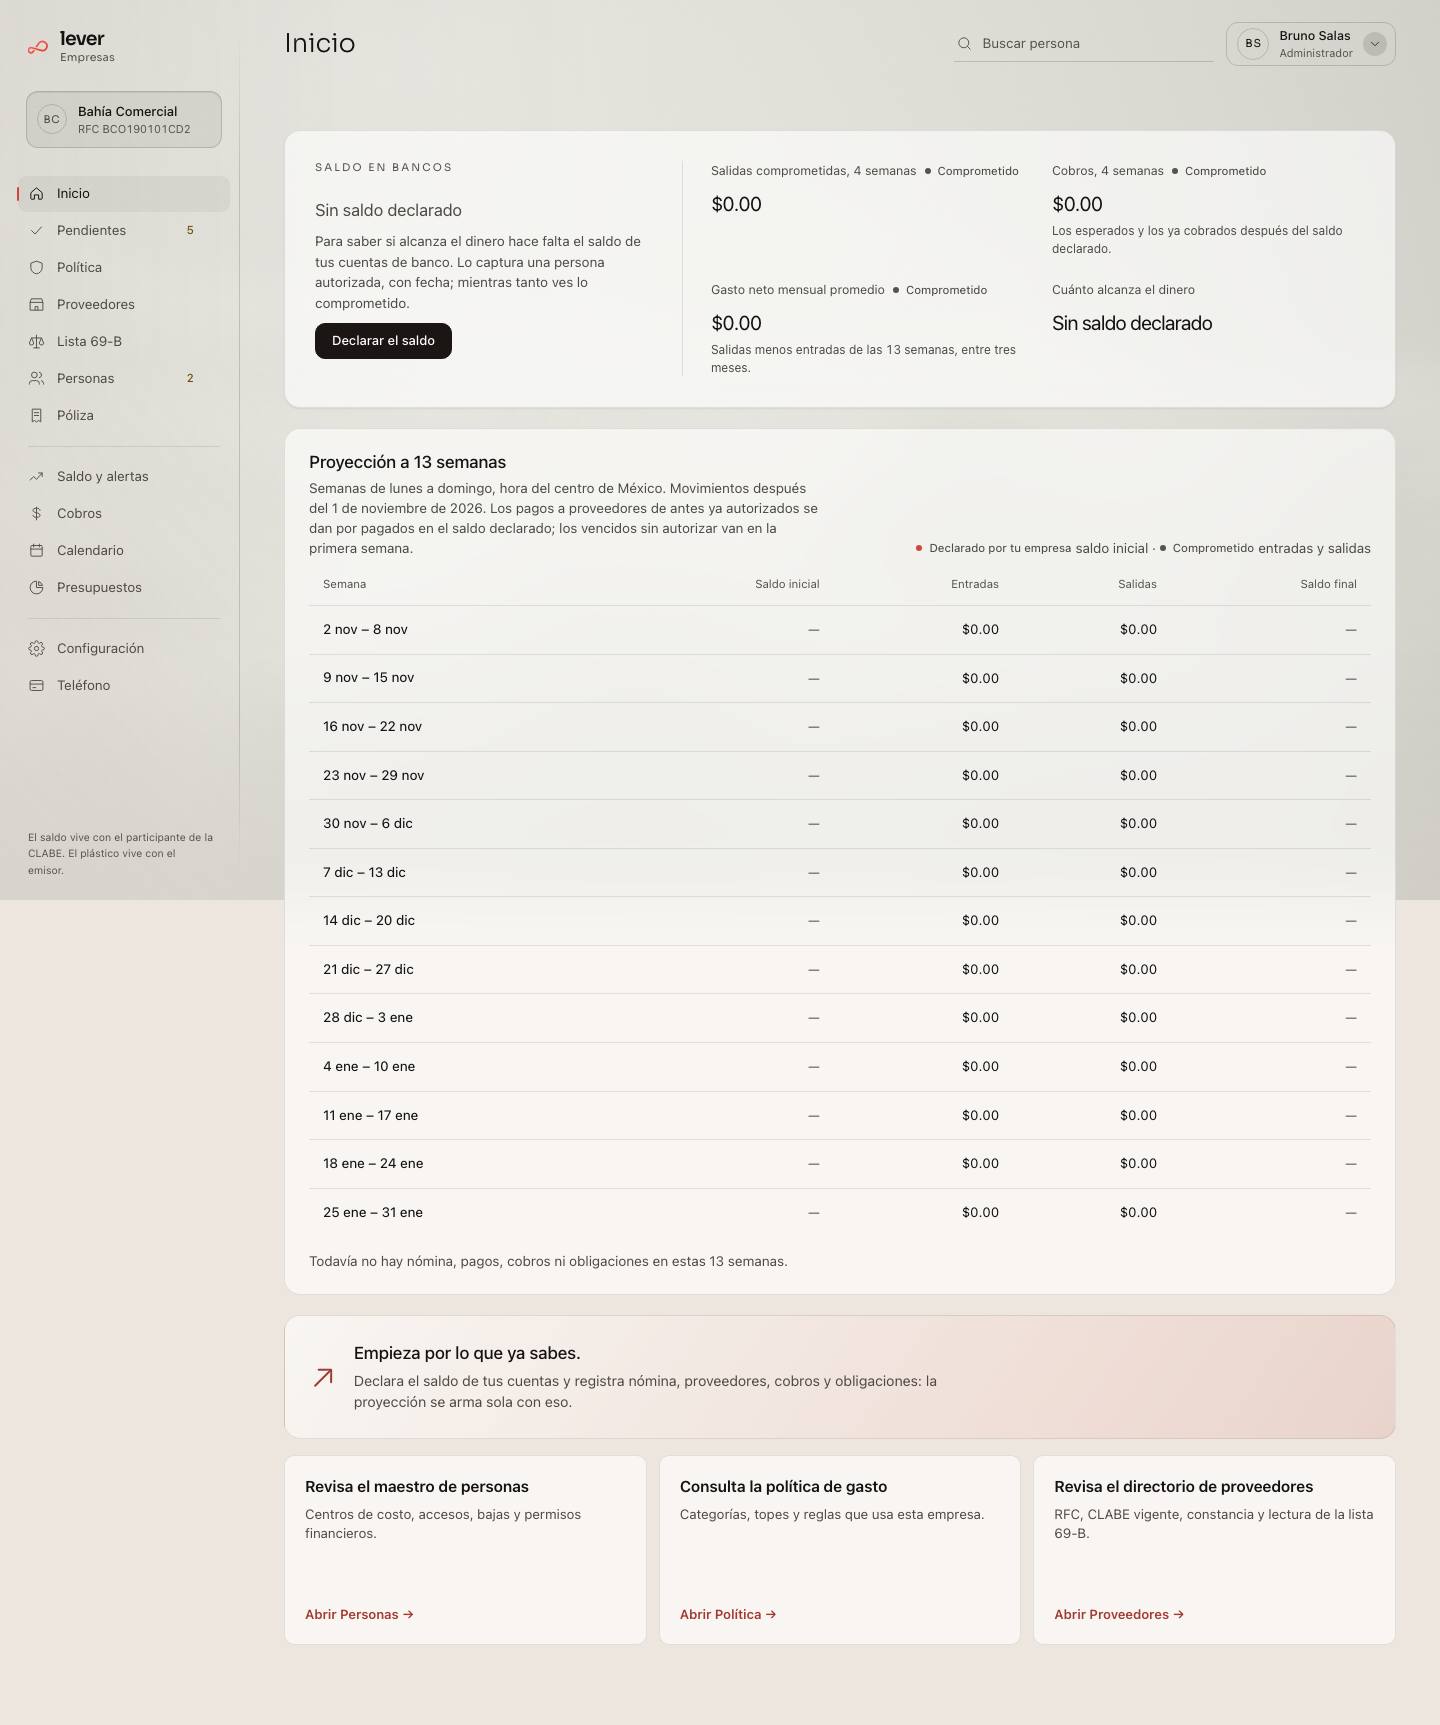 lever
Empresas
Inicio
Buscar persona
BS
Bruno Salas
Administrador
BC
Bahía Comercial
RFC BCO190101CD2
Inicio
Pendientes 5
Política
Proveedores
Lista 69-B
Personas 2
Póliza
Saldo y alertas
Cobros
Calendario
Presupuestos
Configuración
Teléfono
El saldo vive con el participante de la
CLABE. El plástico vive con el
emisor.
SALDO EN BANCOS
Sin saldo declarado
Para saber si alcanza el dinero hace falta el saldo de
tus cuentas de banco. Lo captura una persona
autorizada, con fecha; mientras tanto ves lo
comprometido.
Declarar el saldo
Salidas comprometidas, 4 semanas ● Comprometido
$0.00
Cobros, 4 semanas ● Comprometido
$0.00
Los esperados y los ya cobrados después del saldo
declarado.
Gasto neto mensual promedio ● Comprometido
$0.00
Salidas menos entradas de las 13 semanas, entre tres
meses.
Cuánto alcanza el dinero
Sin saldo declarado
Proyección a 13 semanas
Semanas de lunes a domingo, hora del centro de México. Movimientos después
del 1 de noviembre de 2026. Los pagos a proveedores de antes ya autorizados se
dan por pagados en el saldo declarado; los vencidos sin autorizar van en la
primera semana.
● Declarado por tu empresa saldo inicial · ● Comprometido entradas y salidas
Semana Saldo inicial Entradas Salidas Saldo final
2 nov – 8 nov — $0.00 $0.00 —
9 nov – 15 nov — $0.00 $0.00 —
16 nov – 22 nov — $0.00 $0.00 —
23 nov – 29 nov — $0.00 $0.00 —
30 nov – 6 dic — $0.00 $0.00 —
7 dic – 13 dic — $0.00 $0.00 —
14 dic – 20 dic — $0.00 $0.00 —
21 dic – 27 dic — $0.00 $0.00 —
28 dic – 3 ene — $0.00 $0.00 —
4 ene – 10 ene — $0.00 $0.00 —
11 ene – 17 ene — $0.00 $0.00 —
18 ene – 24 ene — $0.00 $0.00 —
25 ene – 31 ene — $0.00 $0.00 —
Todavía no hay nómina, pagos, cobros ni obligaciones en estas 13 semanas.
Empieza por lo que ya sabes.
Declara el saldo de tus cuentas y registra nómina, proveedores, cobros y obligaciones: la
proyección se arma sola con eso.
Revisa el maestro de personas
Centros de costo, accesos, bajas y permisos
financieros.
Abrir Personas →
Consulta la política de gasto
Categorías, topes y reglas que usa esta empresa.
Abrir Política →
Revisa el directorio de proveedores
RFC, CLABE vigente, constancia y lectura de la lista
69-B.
Abrir Proveedores →